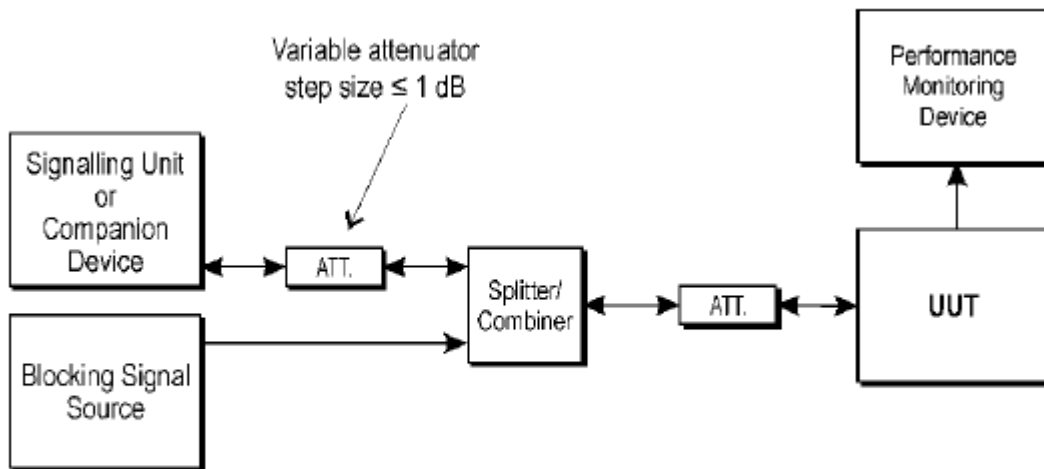 Variable attenuator
step size ≤ 1 dB
Performance
Monitoring
Device
Signalling Unit
or
Companion
Device
ATT.
Splitter/
Combiner
ATT.
UUT
Blocking Signal
Source